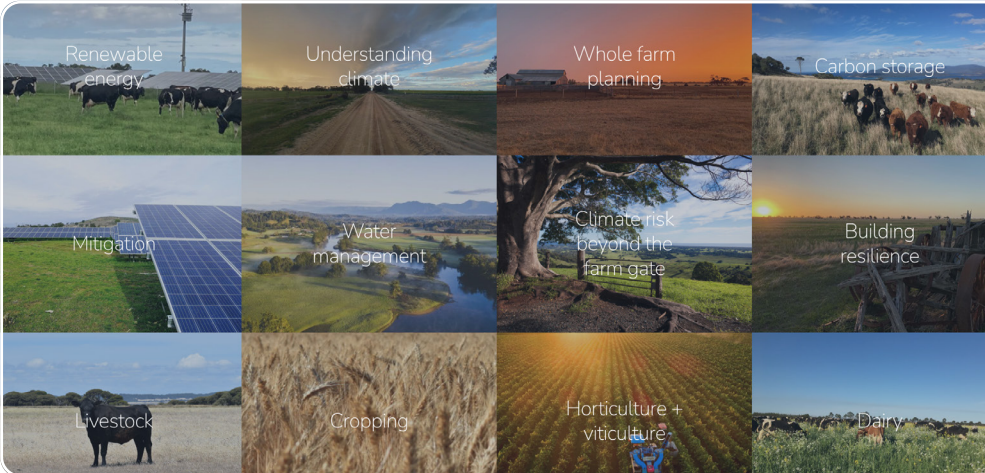 Renewable
energy
Understanding
climate
Whole farm
planning
Carbon storage
Mitigation
Water
management
Climate risk
beyond the
farm gate
Building
resilience
Livestock
Cropping
Horticulture +
viticulture
Dairy